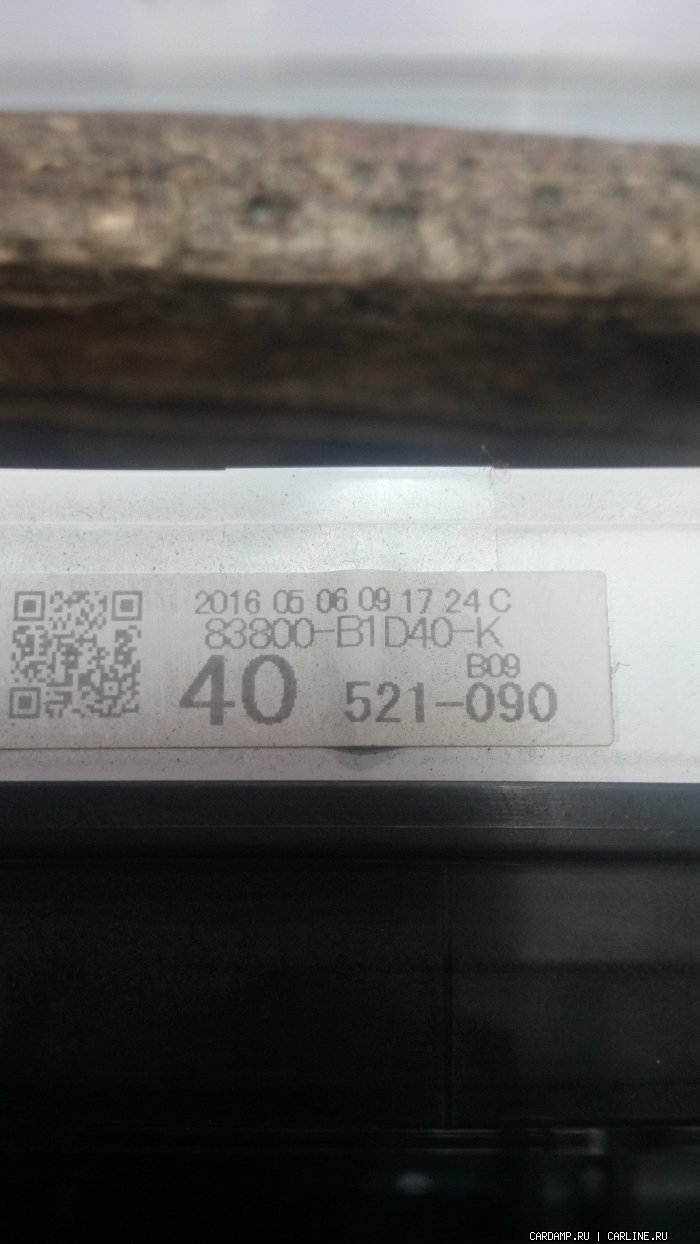 2016 05 06 09 17 24 C
83800-B1D40-K
B09
40 521-090
CARDAMP.RU | CARLINE.RU